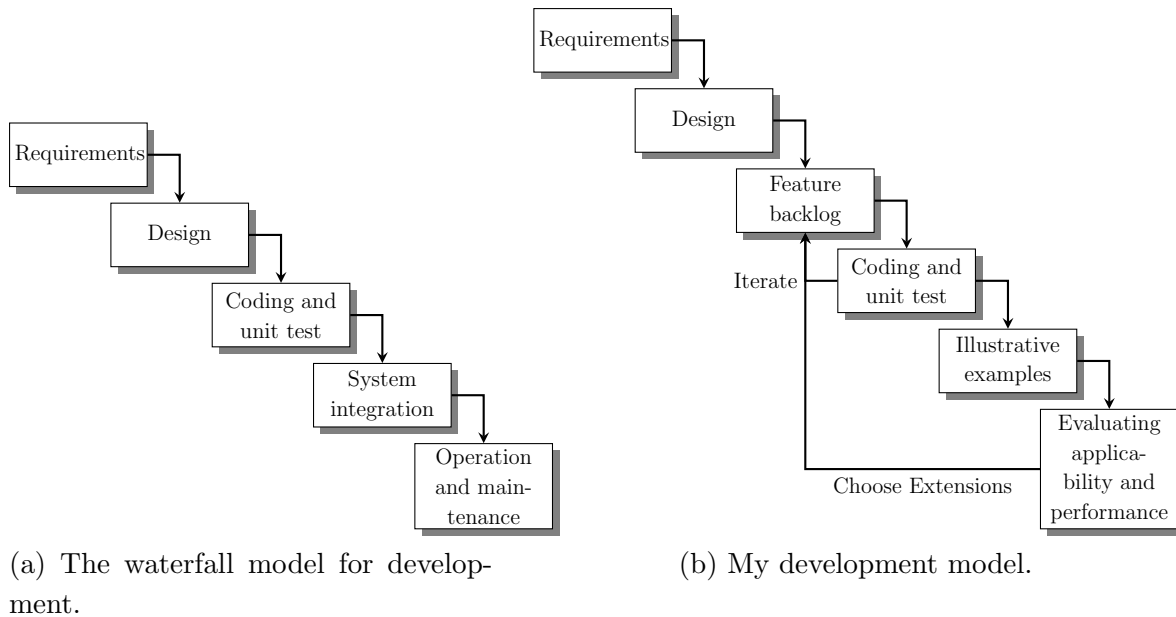 Requirements
Design
Coding and
unit test
System
integration
Operation
and main-
tenance
(a) The waterfall model for develop-
ment.
Requirements
Design
Feature
backlog
Iterate
Coding and
unit test
Illustrative
examples
Evaluating
applica-
bility and
performance
Choose Extensions
(b) My development model.